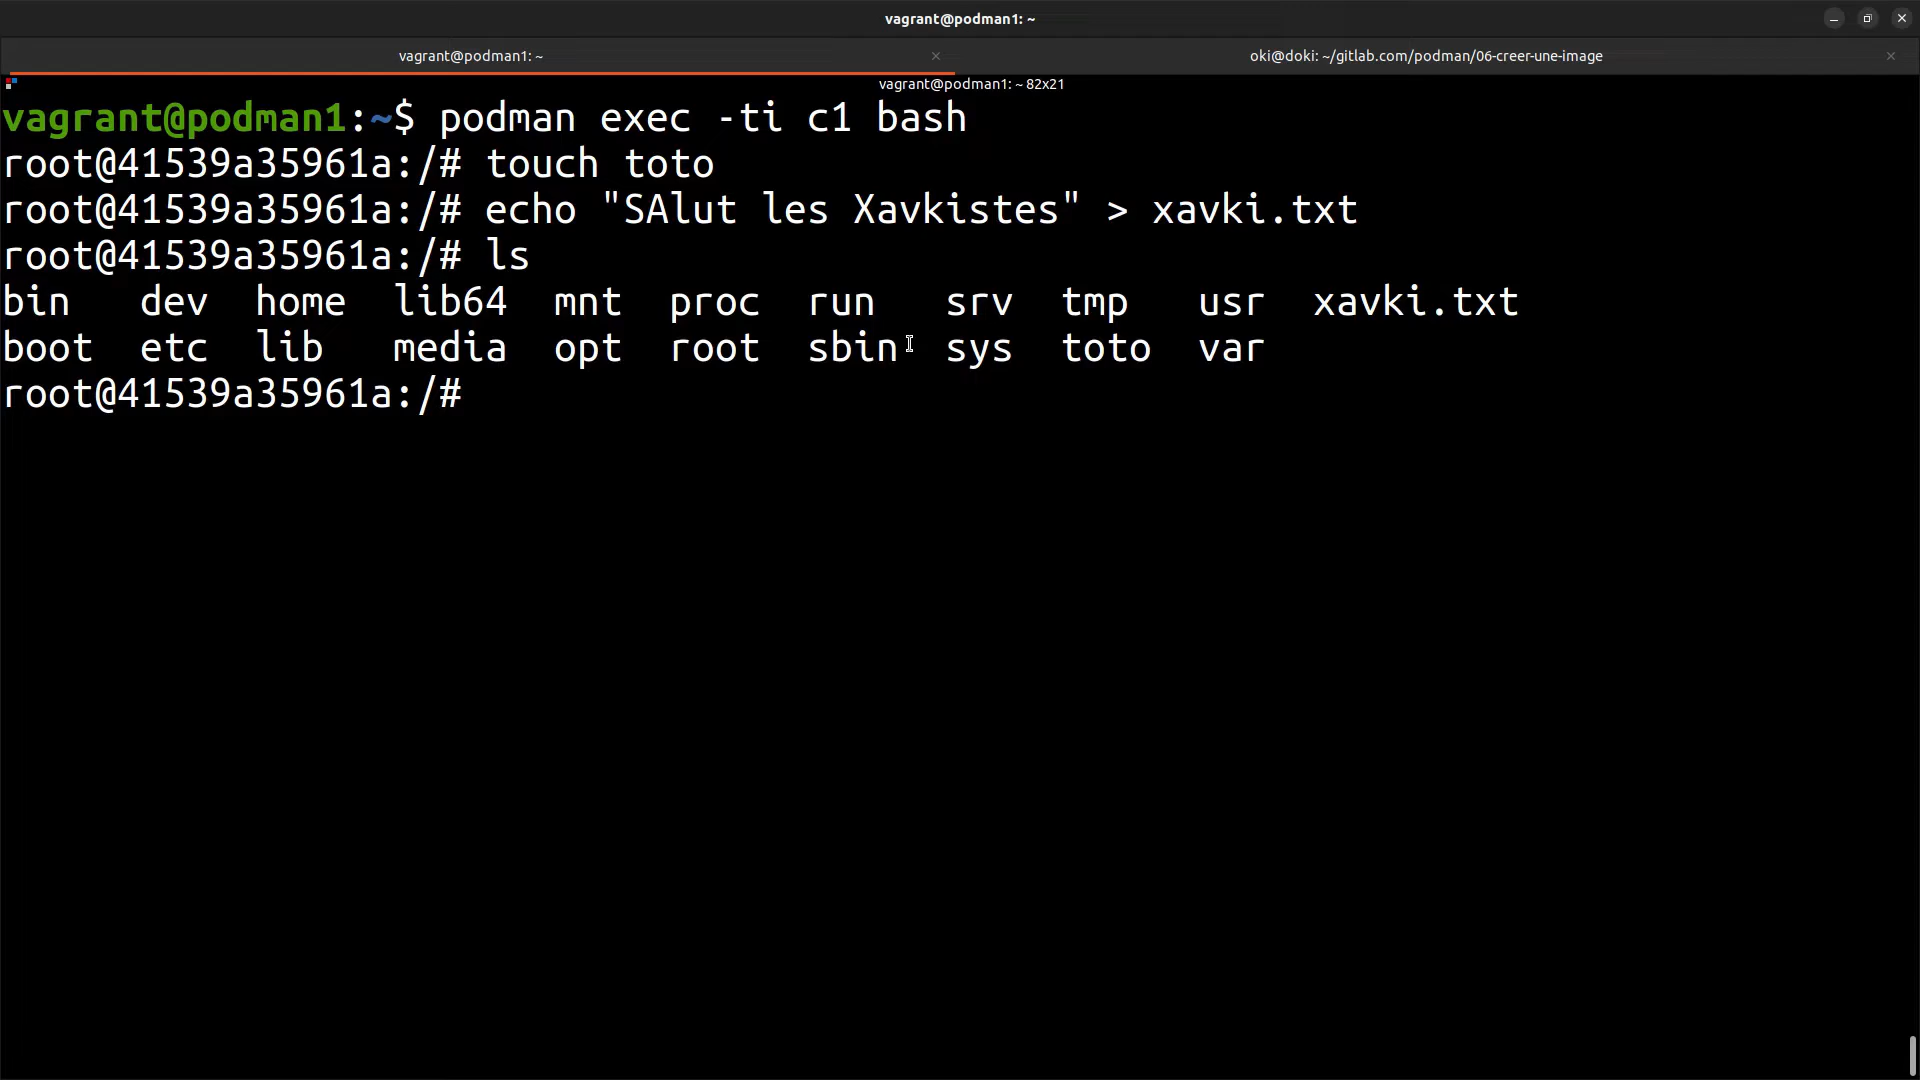 vagrant@podman1: ~
vagrant@podman1: ~
oki@doki: ~/gitlab.com/podman/06-creer-une-image
vagrant@podman1: ~ 82x21
vagrant@podman1:~$ podman exec -ti c1 bash
root@41539a35961a:/# touch toto
root@41539a35961a:/# echo "SAlut les Xavkistes" > xavki.txt
root@41539a35961a:/# ls
bin dev home lib64 mnt proc run srv tmp usr xavki.txt
boot etc lib media opt root sbin sys toto var
root@41539a35961a:/#